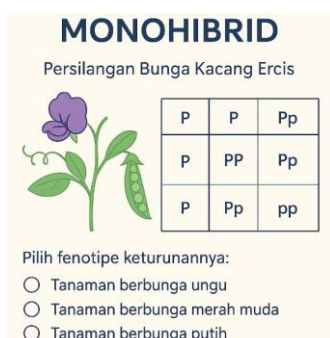 MONOHIBRID
Persilangan Bunga Kacang Ercis
P P Pp
P PP Pp
P Pp pp
Pilih fenotipe keturunannya:
Tanaman berbunga ungu
Tanaman berbunga merah muda
Tanaman berbunga putih